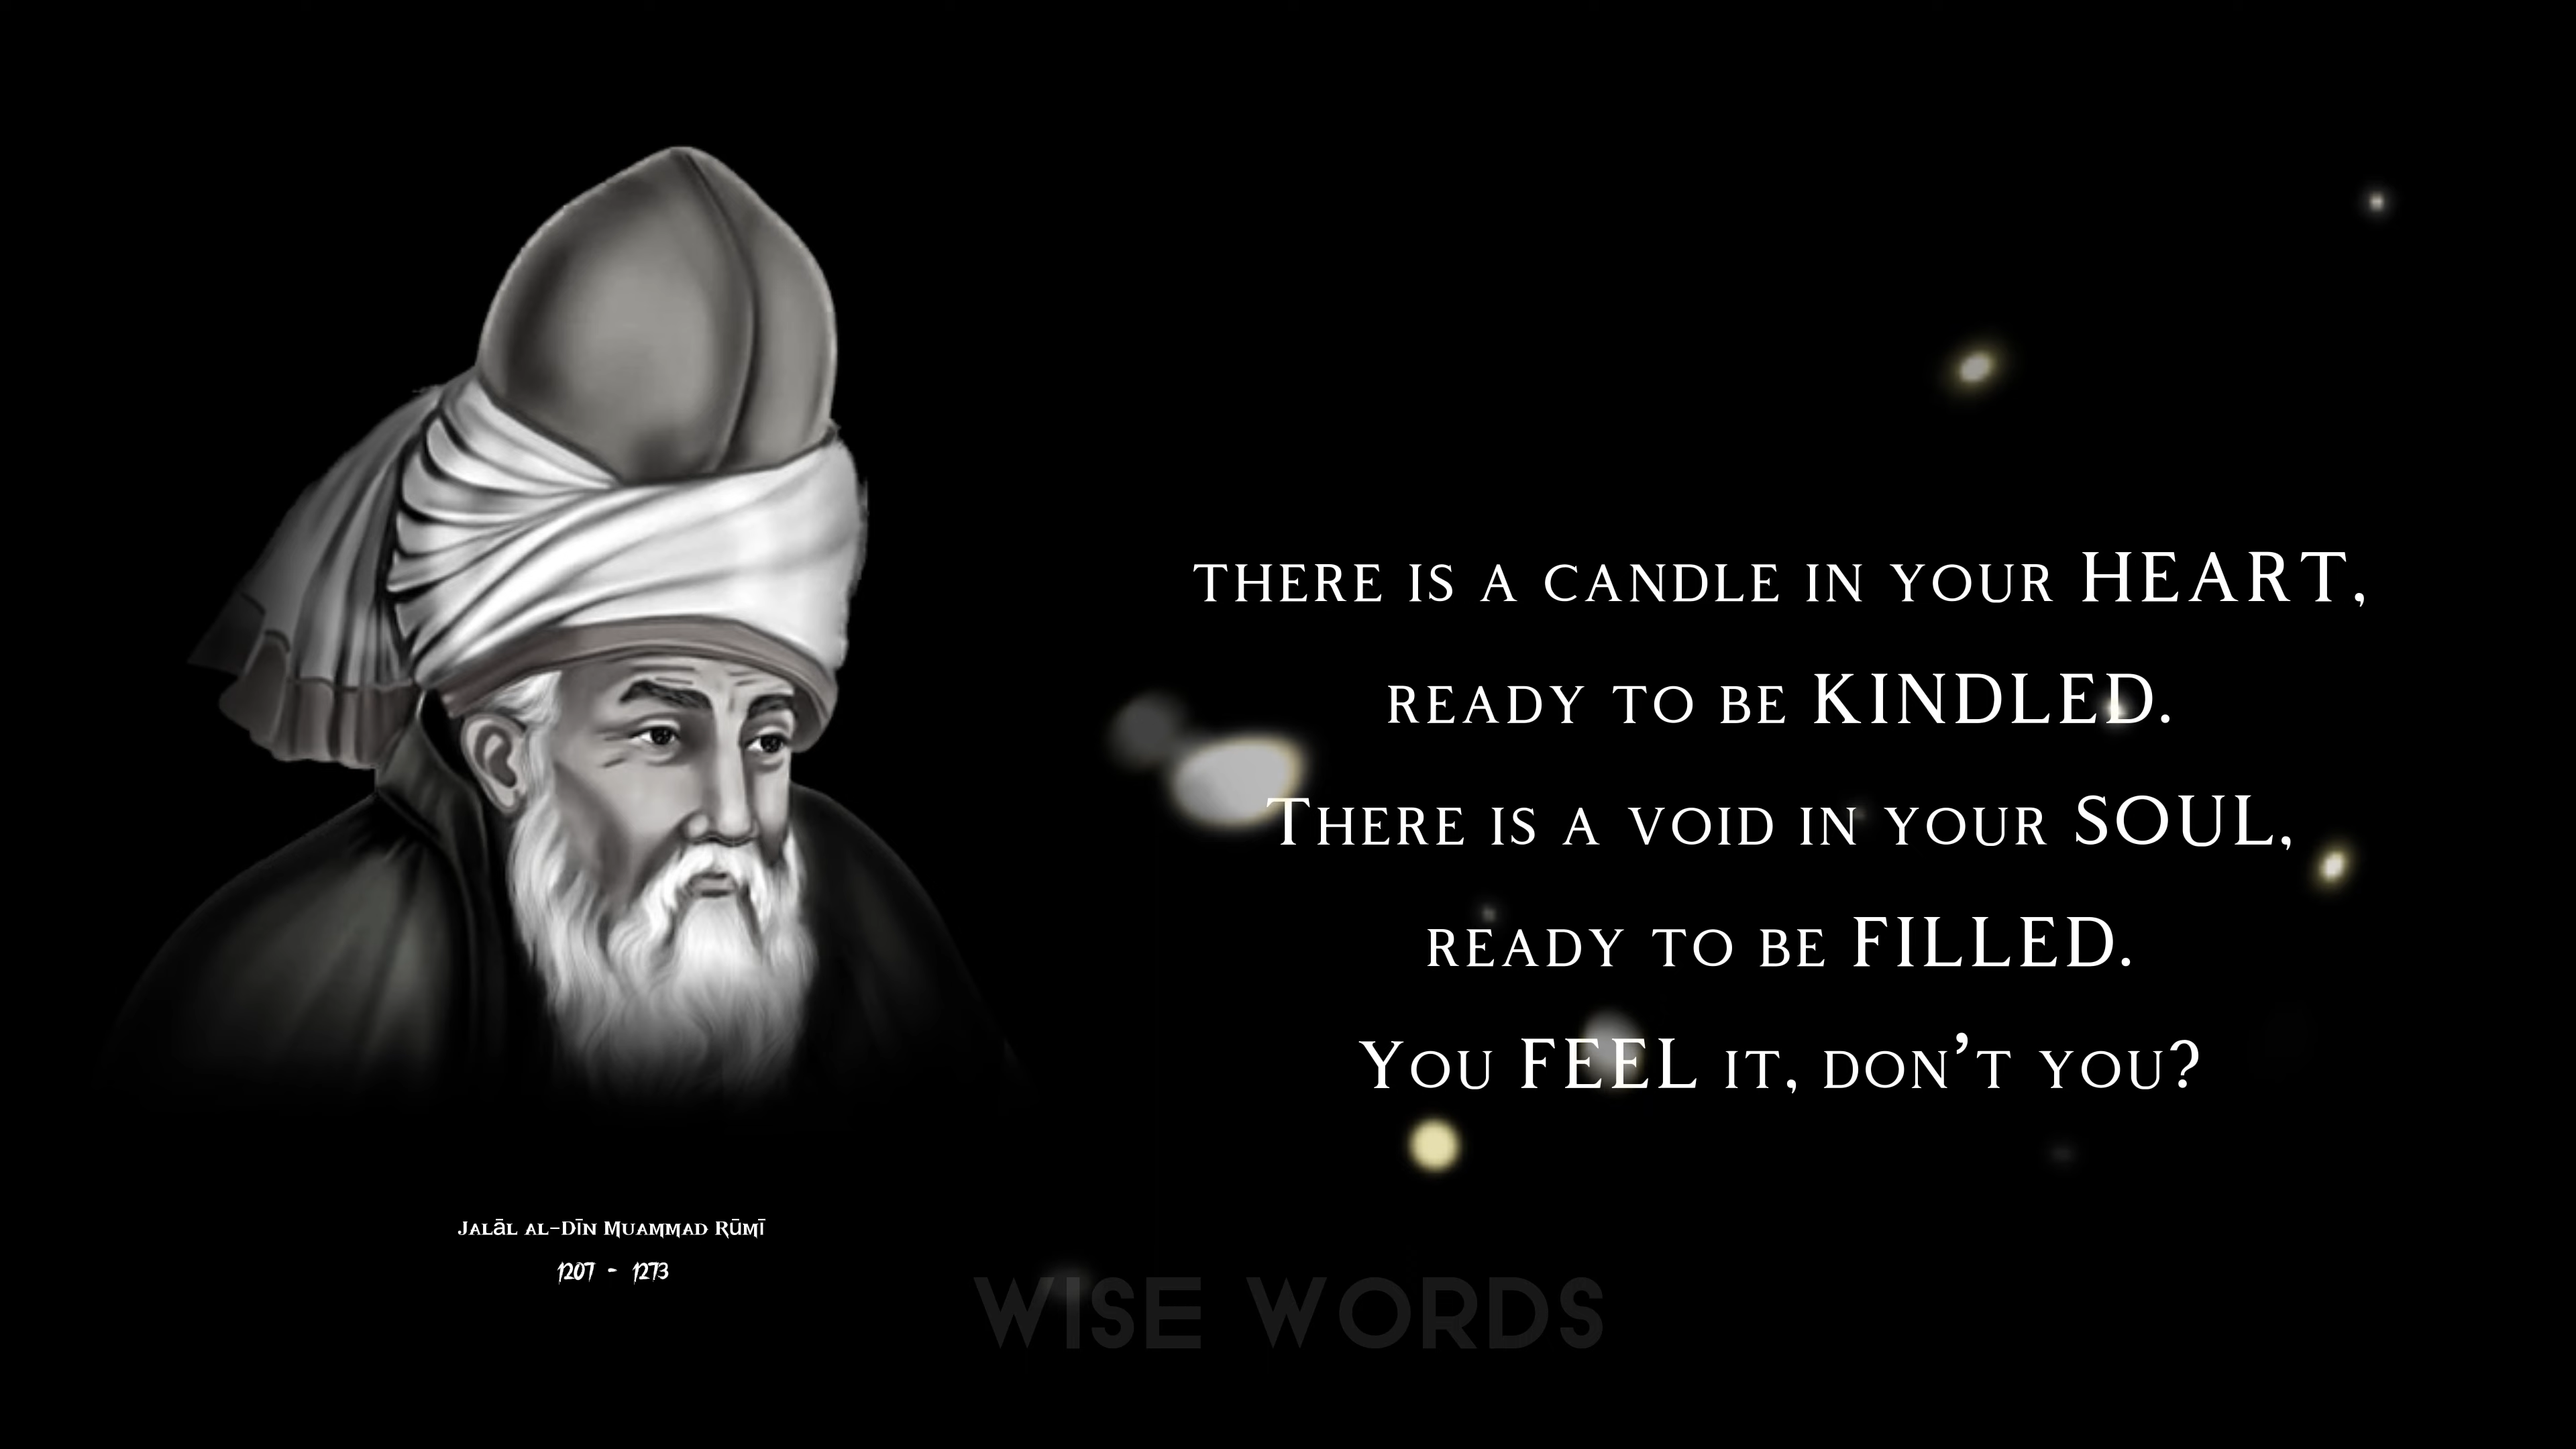 THERE IS A CANDLE IN YOUR HEART,
READY TO BE KINDLED.
THERE IS A VOID IN YOUR SOUL,
READY TO BE FILLED.
YOU FEEL IT, DON'T YOU?
Jalāl al-Dīn Muammad Rūmī
1207 - 1273
WISE WORDS